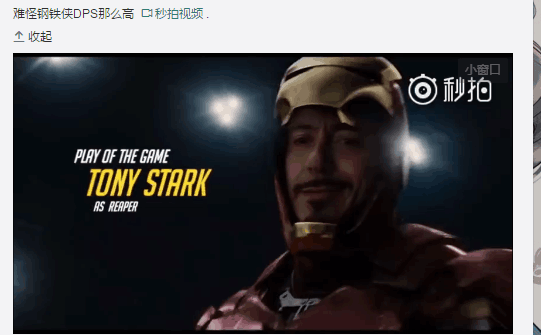 难怪钢铁侠DPS那么高 秒拍视频 .
收起
小窗口
秒拍
PLAY OF THE GAME
TONY STARK
AS REAPER